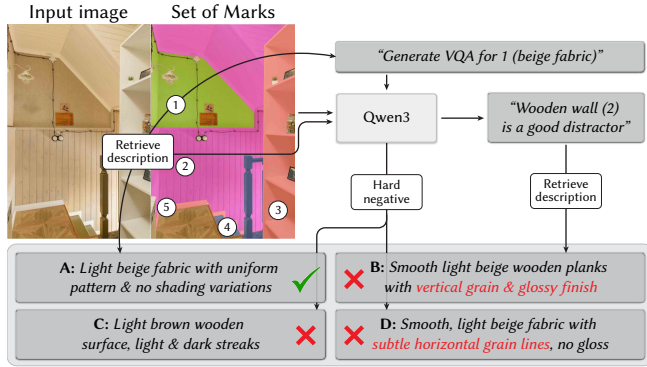 Input image
Set of Marks
“Generate VQA for 1 (beige fabric)”
1
Qwen3
“Wooden wall (2)
is a good distractor”
Retrieve
description
2
5
4
3
Hard
negative
Retrieve
description
A: Light beige fabric with uniform
pattern & no shading variations
B: Smooth light beige wooden planks
with vertical grain & glossy finish
C: Light brown wooden
surface, light & dark streaks
D: Smooth, light beige fabric with
subtle horizontal grain lines, no gloss